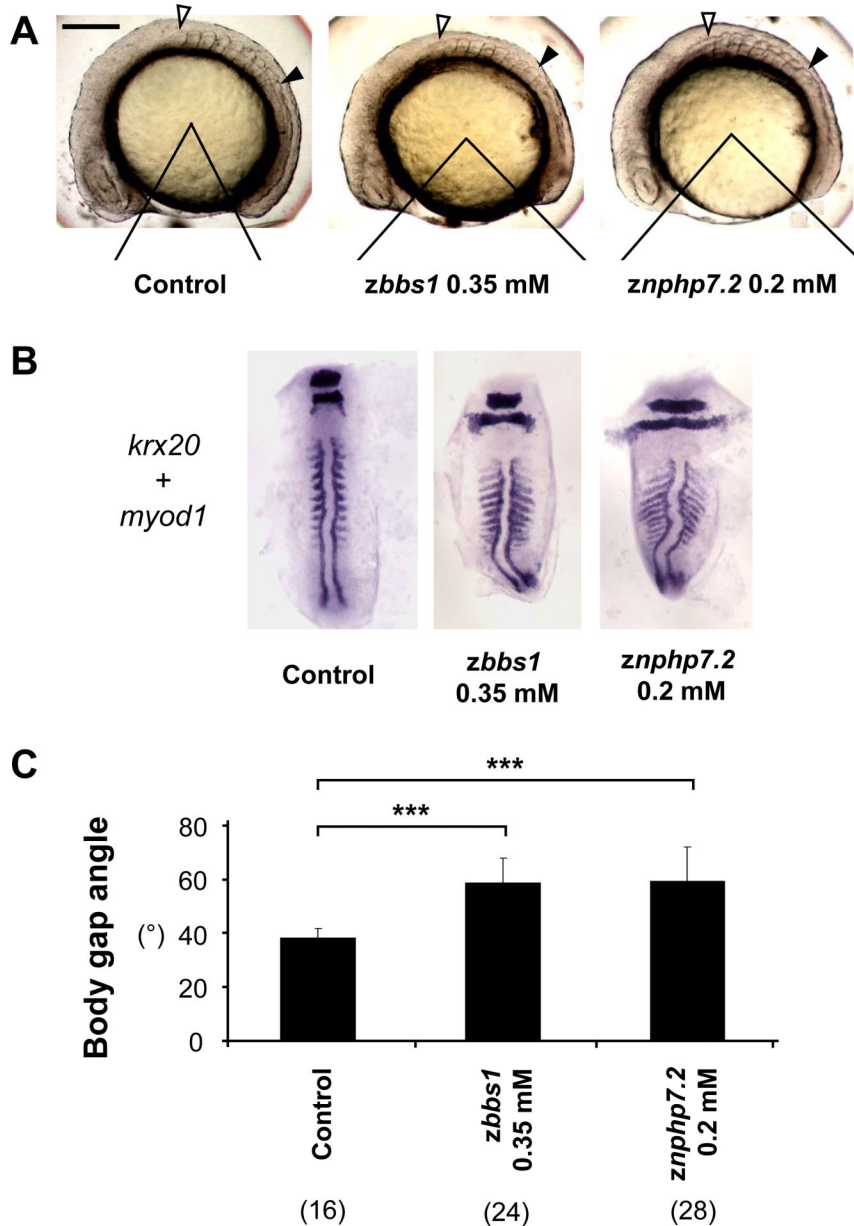 A
Control
zbbs1 0.35 mM
znphp7.2 0.2 mM
B
krx20
+
myod1
Control
zbbs1
0.35 mM
znphp7.2
0.2 mM
C
***
***
Body gap angle
(°)
80
60
40
20
0
Control
zbbs1
0.35 mM
znphp7.2
0.2 mM
(16)
(24)
(28)